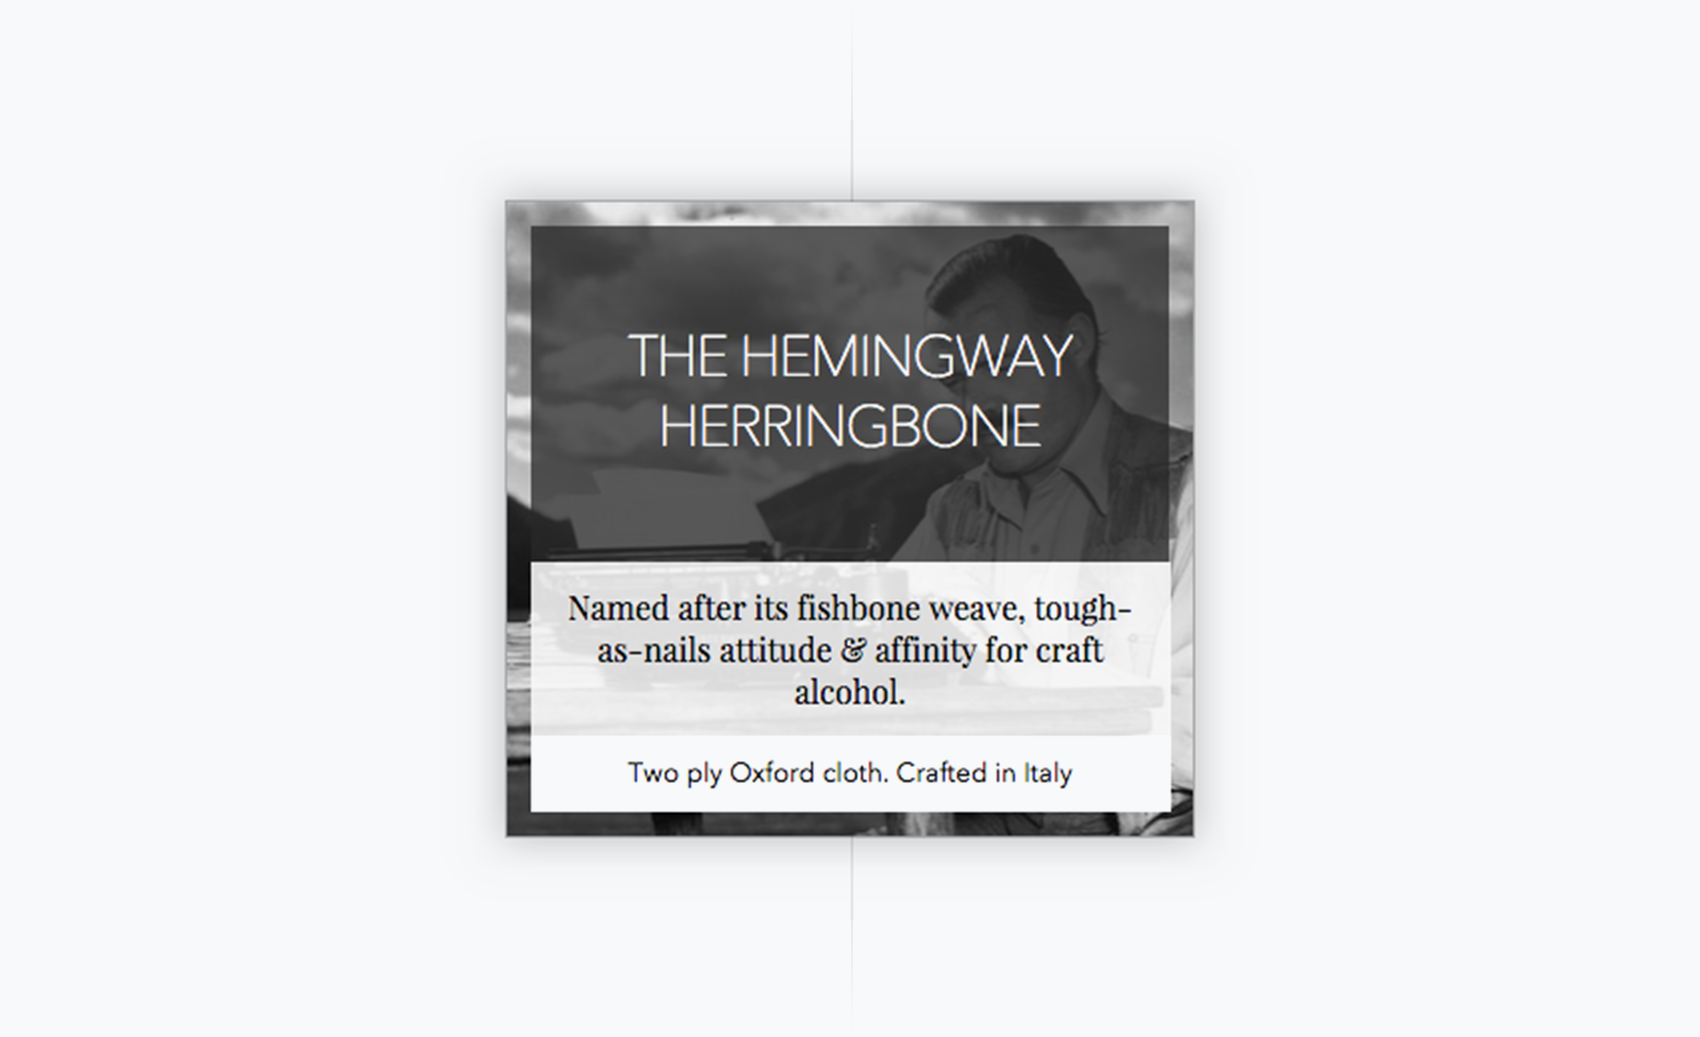 THE HEMINGWAY
HERRINGBONE
Named after its fishbone weave, tough-
as-nails attitude & affinity for craft
alcohol.
Two ply Oxford cloth. Crafted in Italy